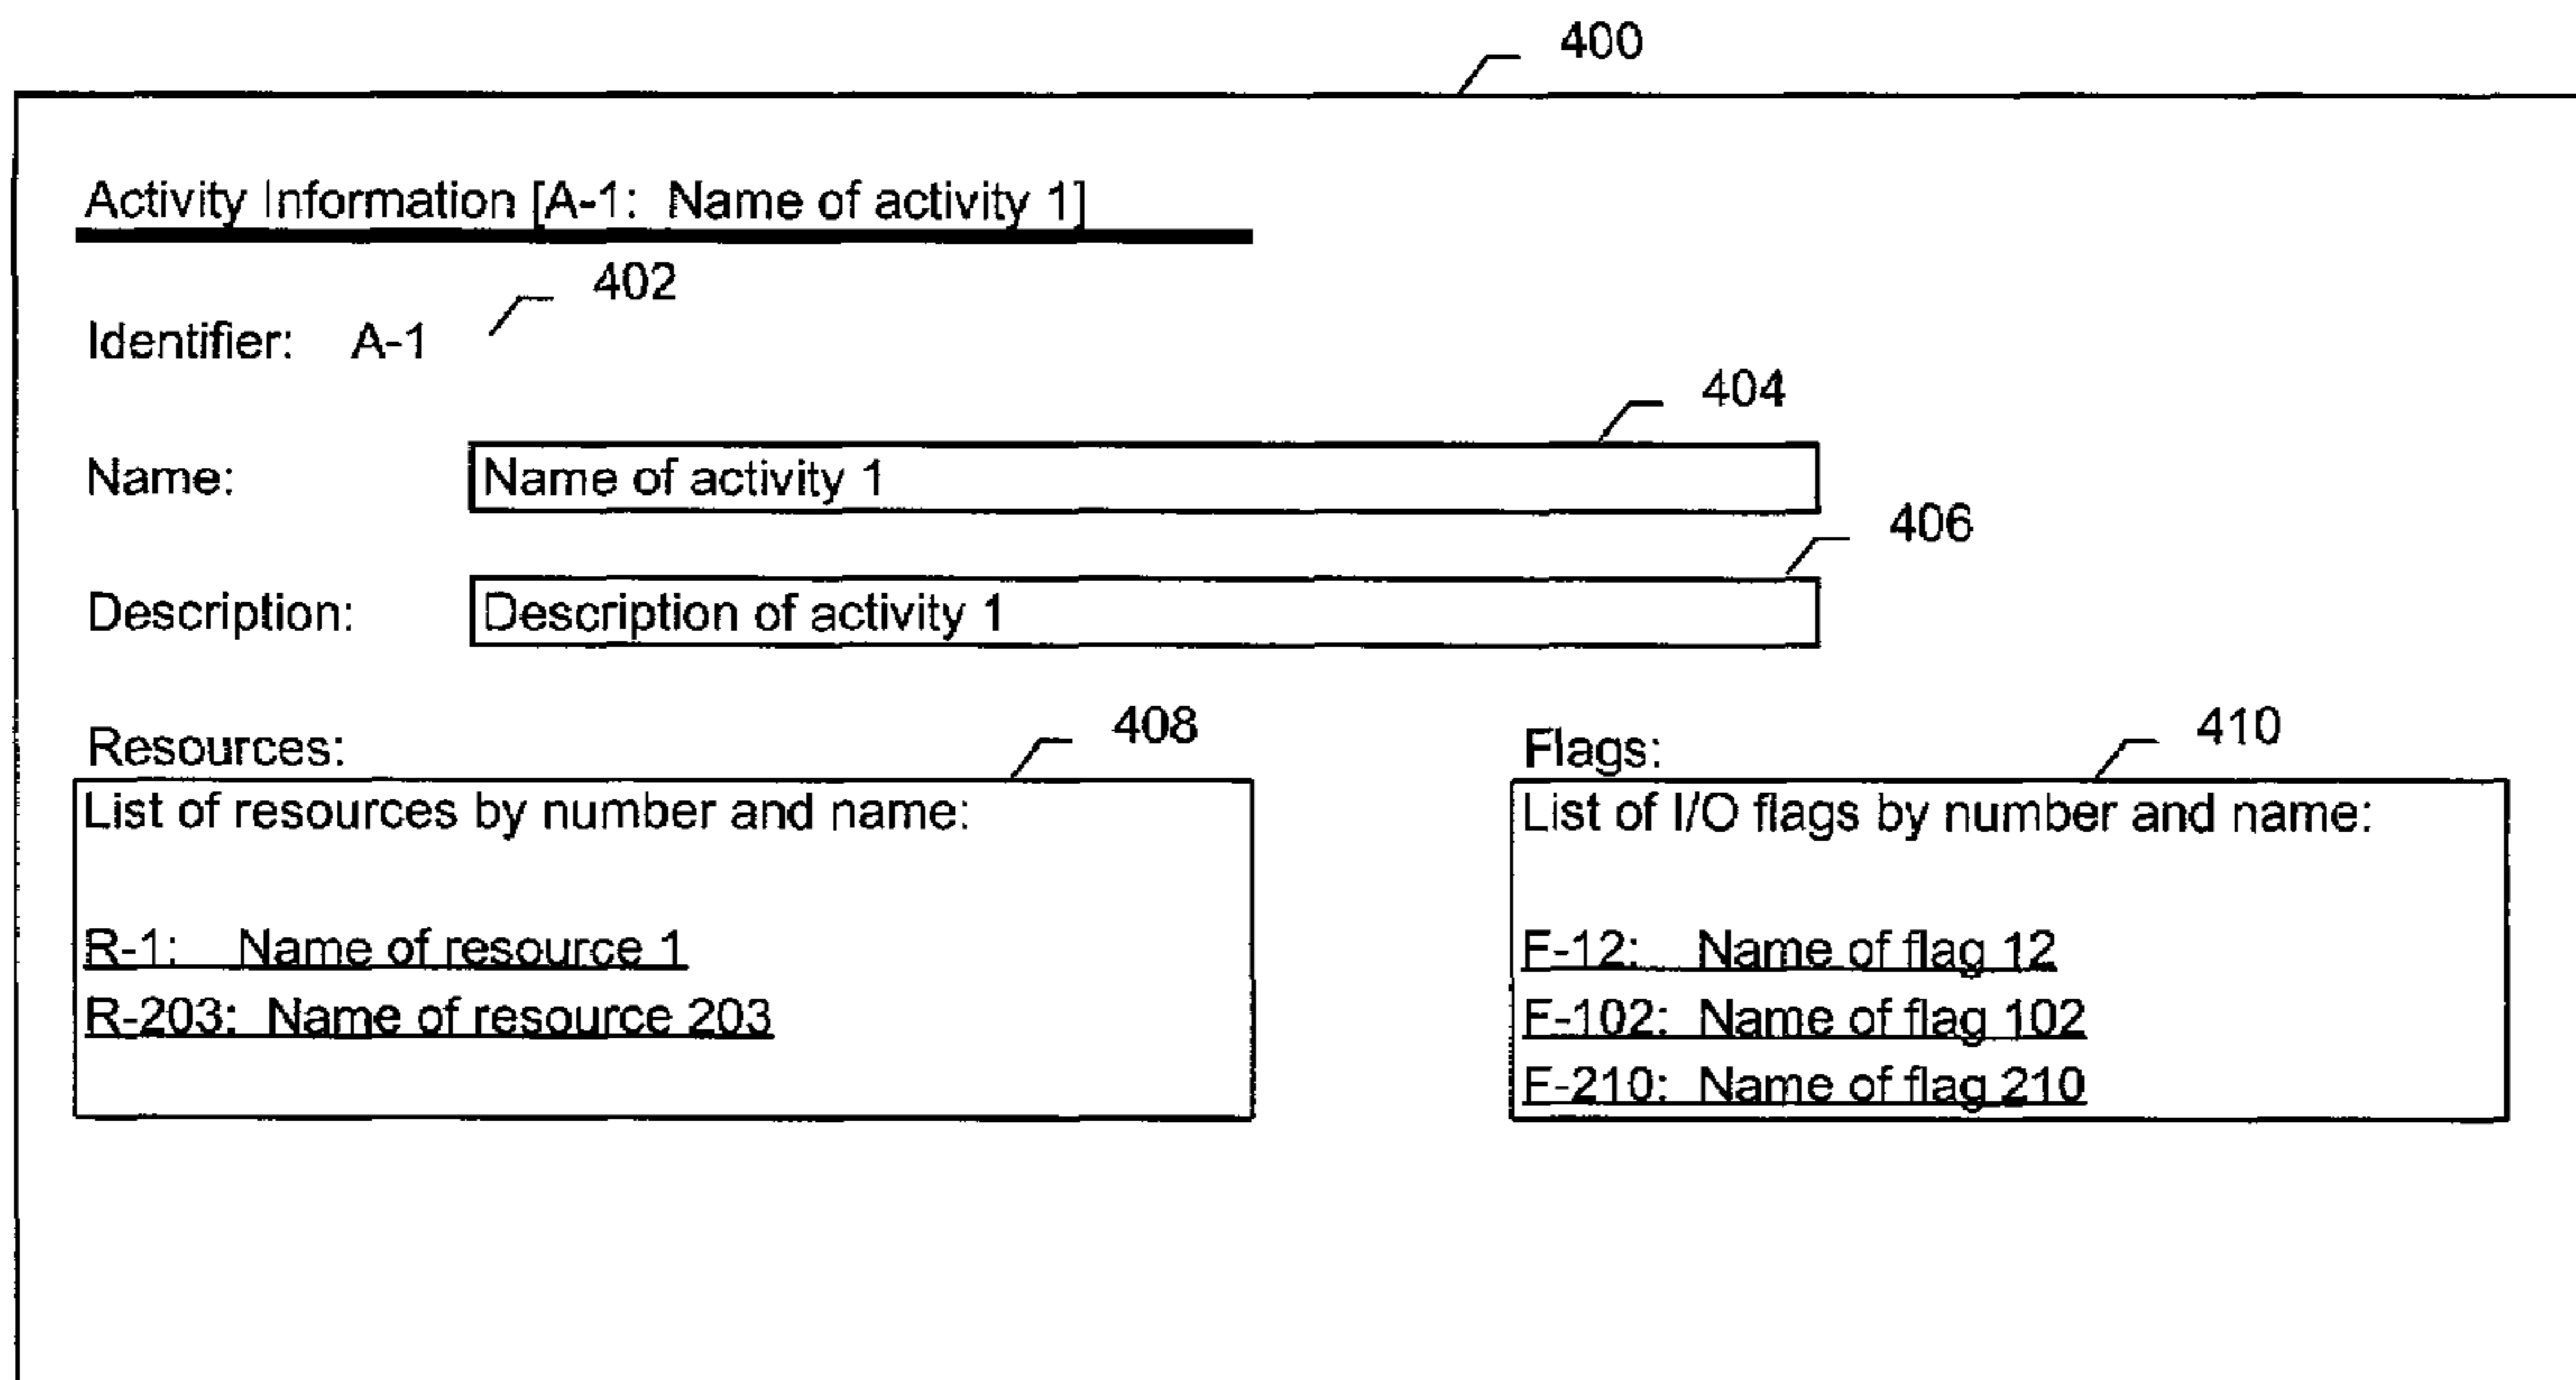 400
Activity Information [A-1: Name of activity 1]
402
Identifier: A-1
404
Name: Name of activity 1
406
Description: Description of activity 1
Resources: 408
List of resources by number and name:
R-1: Name of resource 1
R-203: Name of resource 203
Flags: 410
List of I/O flags by number and name:
F-12: Name of flag 12
F-102: Name of flag 102
F-210: Name of flag 210